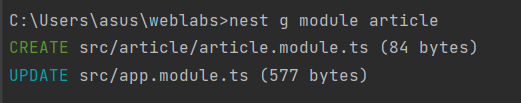 C:\Users\asus\weblabs>nest g module article
CREATE src/article/article.module.ts (84 bytes)
UPDATE src/app.module.ts (577 bytes)